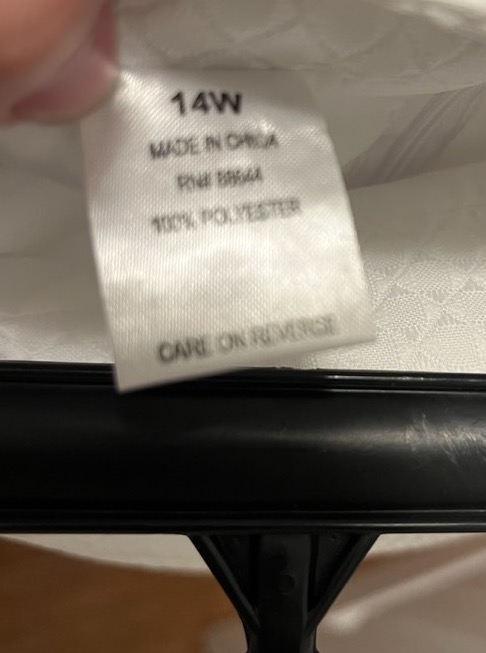 14W
MADE IN CHINA
RN#
100% POLYESTER
CARE ON REVERSE